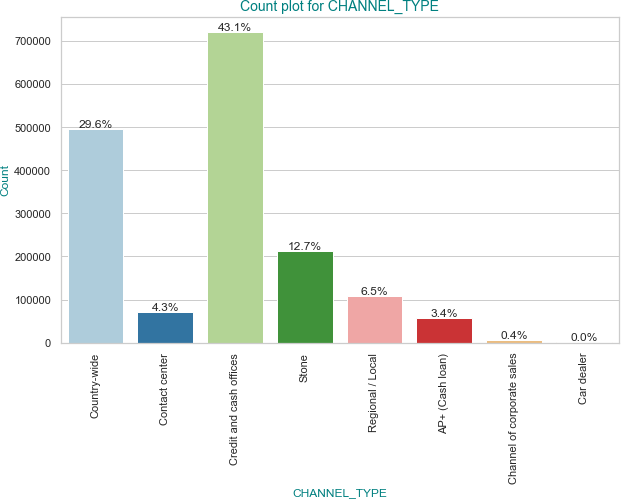 Count plot for CHANNEL_TYPE
Count
700000
600000
500000
400000
300000
200000
100000
0
29.6%
4.3%
43.1%
12.7%
6.5%
3.4%
0.4%
0.0%
Country-wide
Contact center
Credit and cash offices
Stone
Regional / Local
AP+ (Cash loan)
Channel of corporate sales
Car dealer
CHANNEL_TYPE